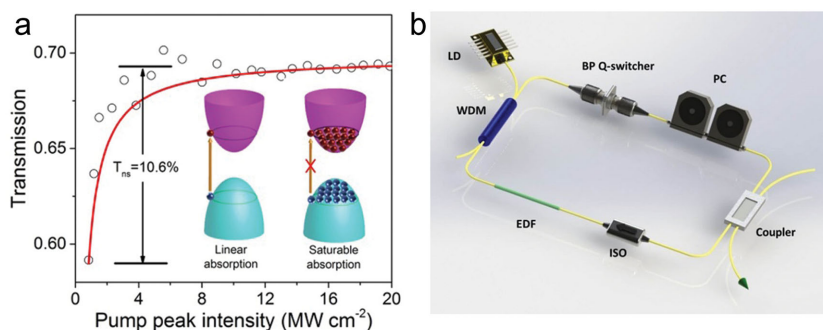 a
0.70
0.65
0.60
Transmission
Tns=10.6%
Linear
absorption
Saturable
absorption
0
4
8
12
16
20
Pump peak intensity (MW cm-2)
b
LD
BP Q-switcher
PC
WDM
EDF
ISO
Coupler